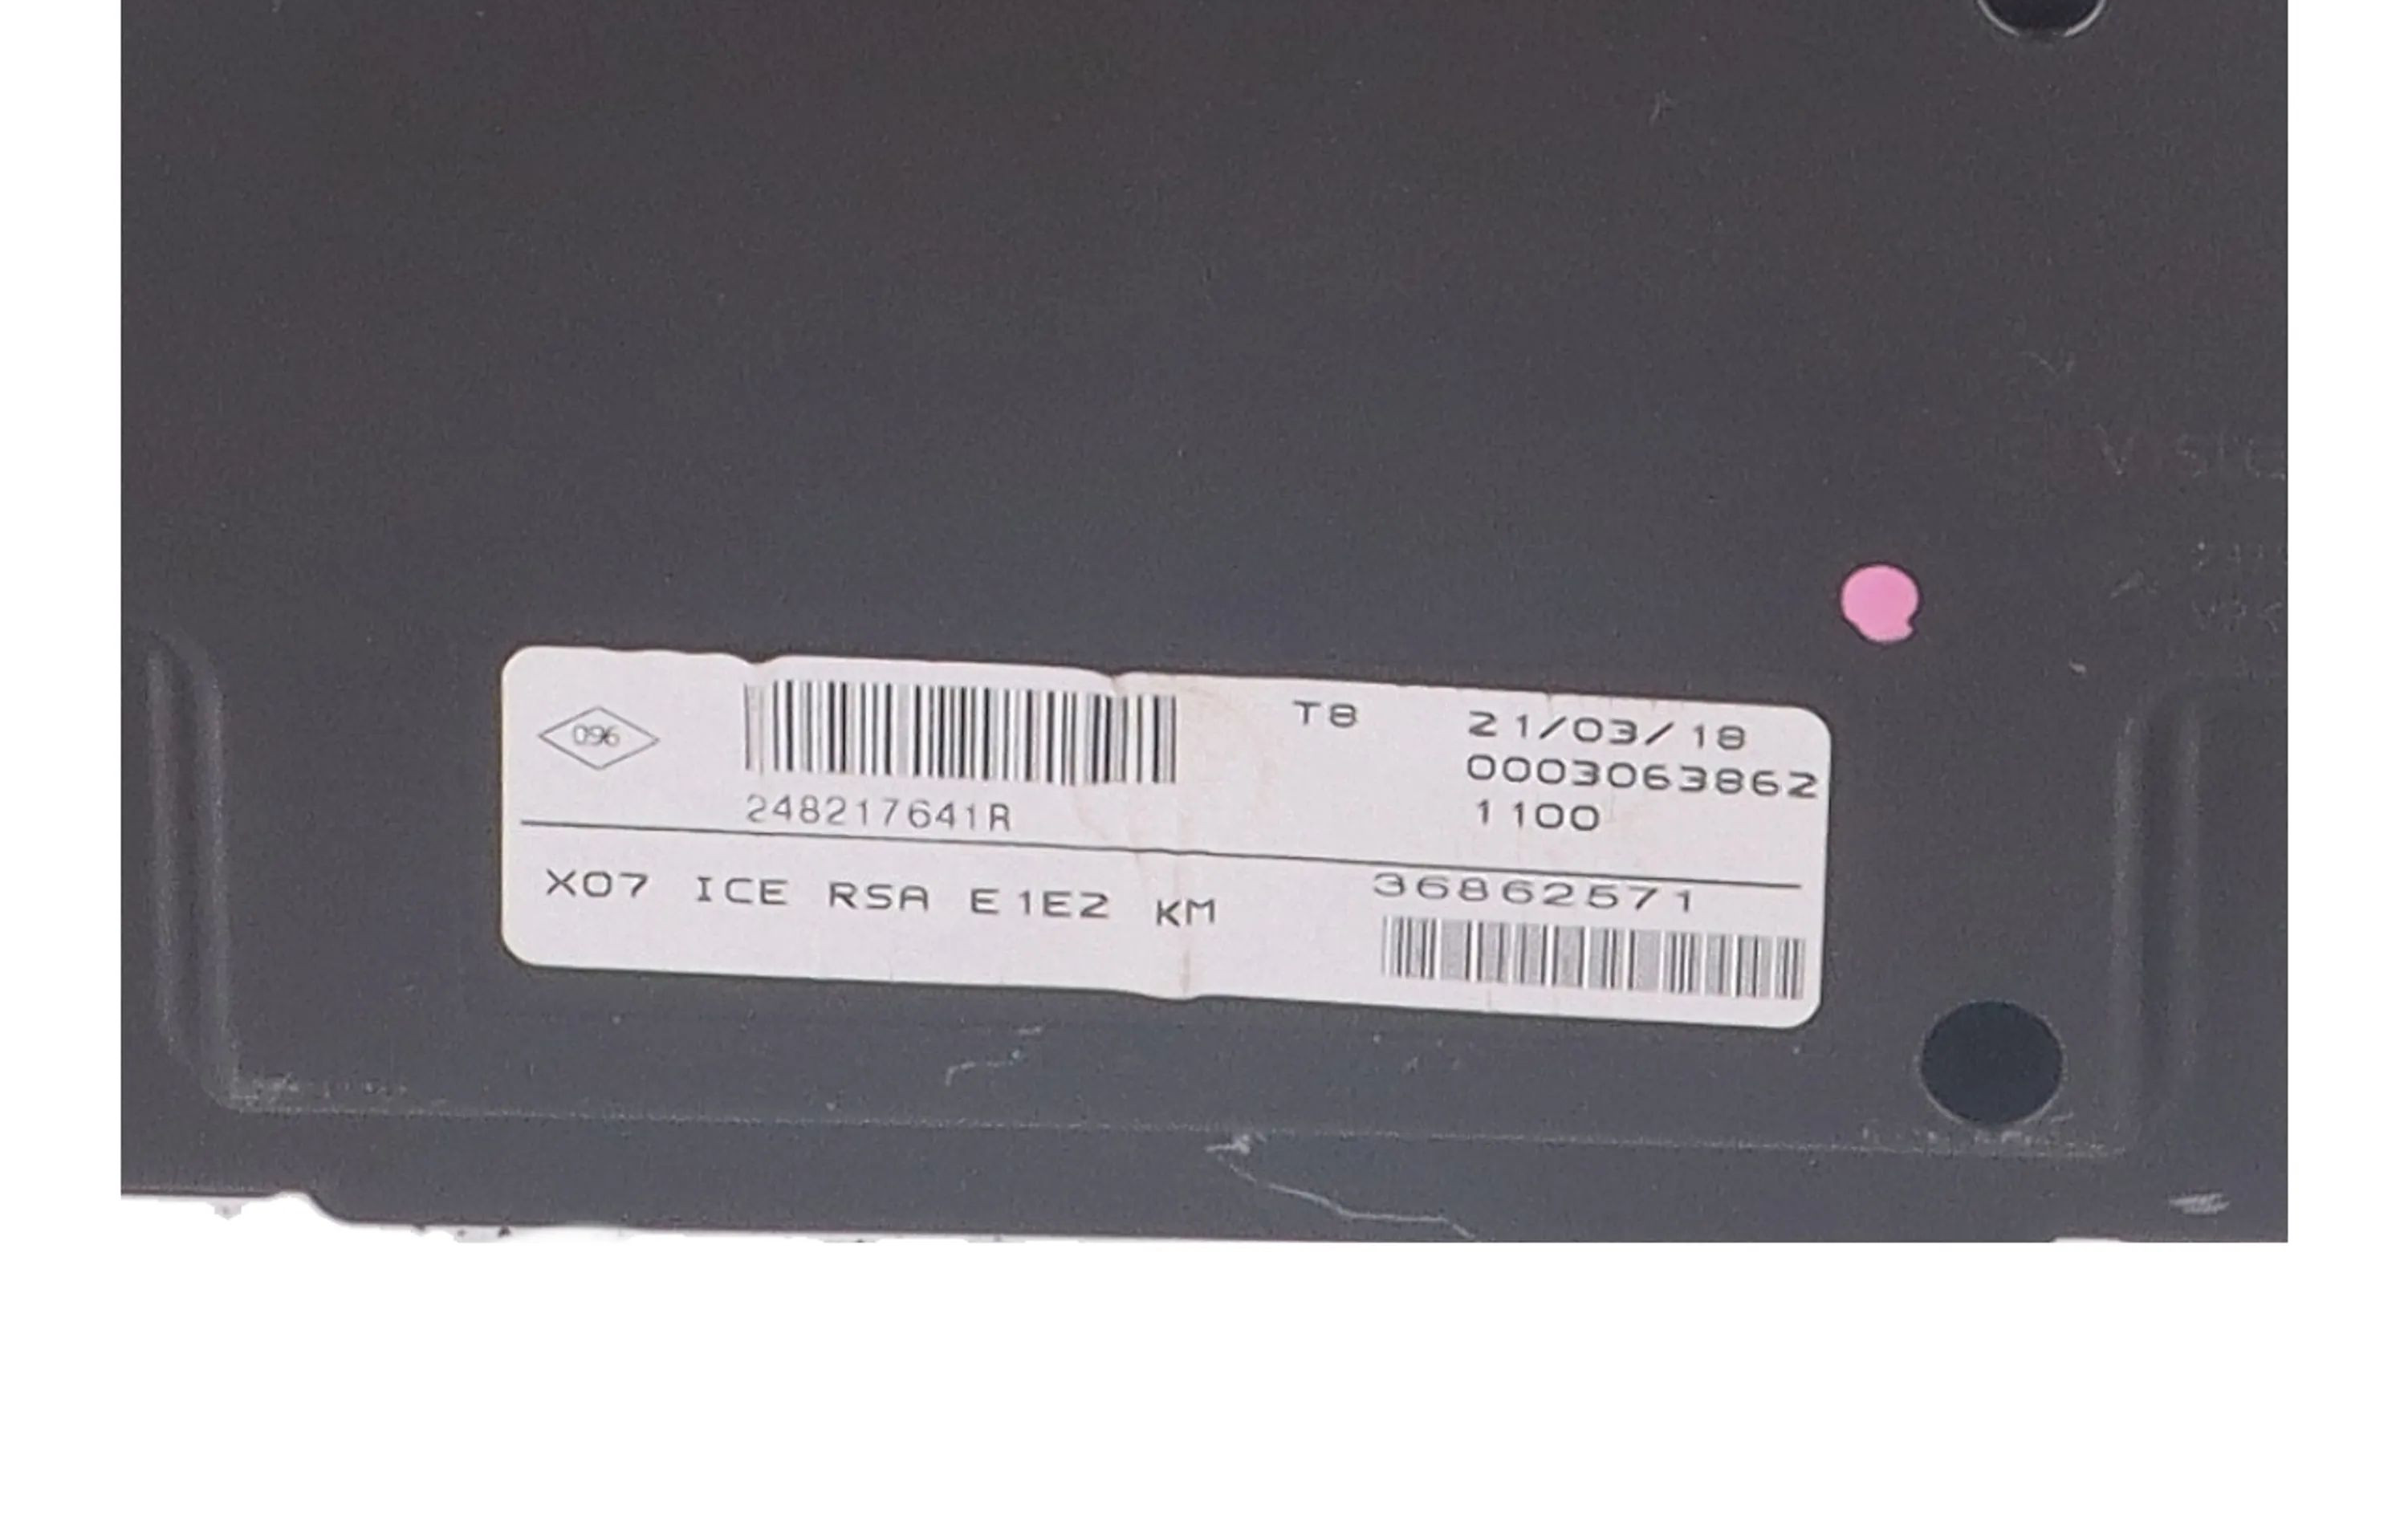 096
248217641R
T8
21/03/18
0003063862
1100
X07 ICE RSA E1E2 KM
36862571